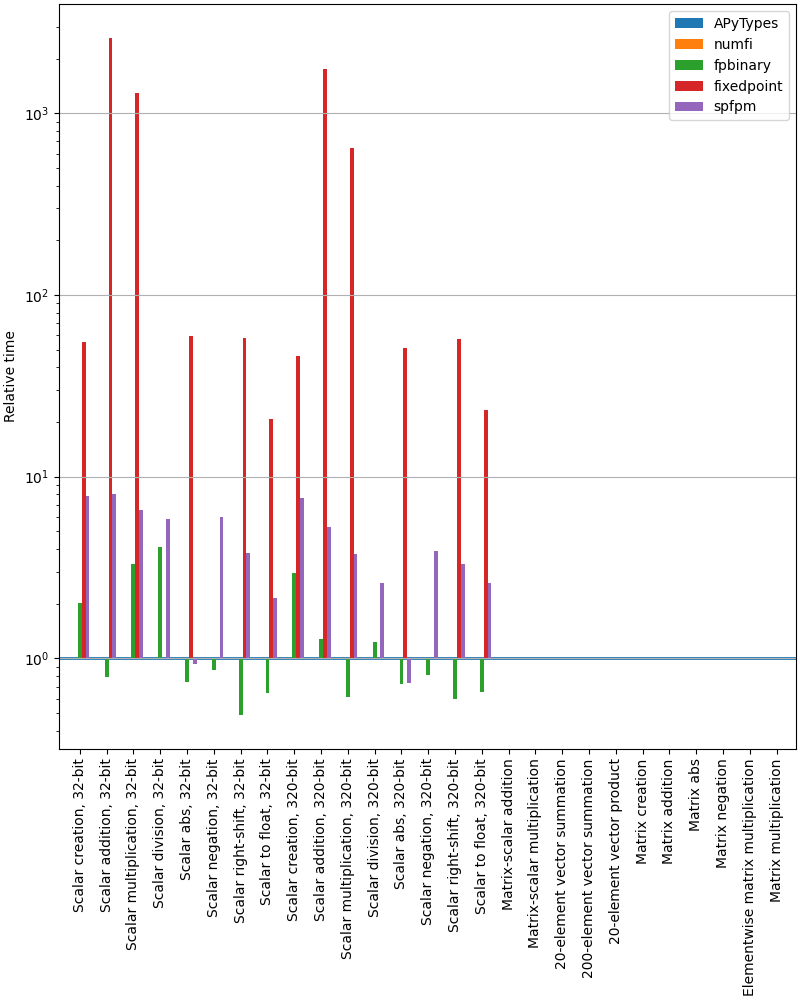 APyTypes
numfi
fpbinary
fixedpoint
spfpm
Relative time
10³
10²
10¹
10⁰
Scalar creation, 32-bit
Scalar addition, 32-bit
Scalar multiplication, 32-bit
Scalar division, 32-bit
Scalar abs, 32-bit
Scalar negation, 32-bit
Scalar right-shift, 32-bit
Scalar to float, 32-bit
Scalar creation, 320-bit
Scalar addition, 320-bit
Scalar multiplication, 320-bit
Scalar division, 320-bit
Scalar abs, 320-bit
Scalar negation, 320-bit
Scalar right-shift, 320-bit
Scalar to float, 320-bit
Matrix-scalar addition
Matrix-scalar multiplication
20-element vector summation
200-element vector summation
20-element vector product
Matrix creation
Matrix addition
Matrix abs
Matrix negation
Elementwise matrix multiplication
Matrix multiplication